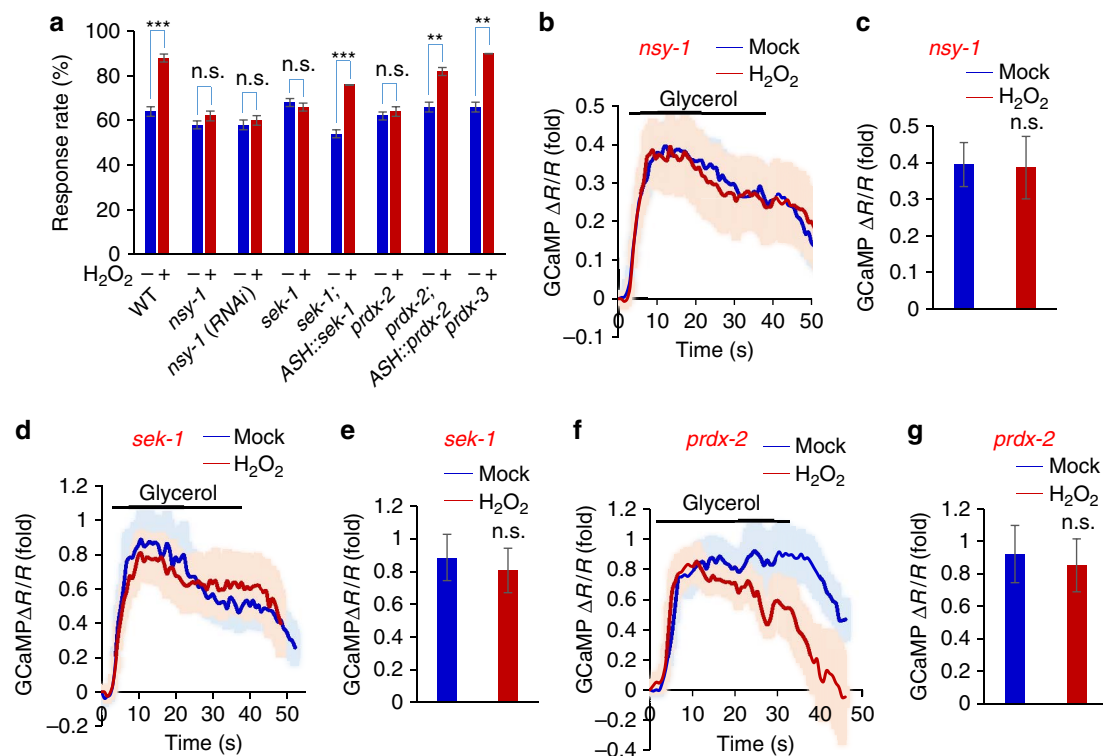 a
Response rate (%)
100
80
60
40
20
0
***
n.s.
n.s.
n.s.
***
n.s.
**
**
H₂O₂
– + – + – + – + – + – + – + – +
WT
nsy-1
nsy-1 (RNAi)
sek-1
sek-1;
ASH::sek-1
prdx-2
prdx-2;
ASH::prdx-2
prdx-3
b
nsy-1
Mock
H₂O₂
Glycerol
GCaMP ΔR/R (fold)
0.5
0.4
0.3
0.2
0.1
0
–0.1
0 10 20 30 40 50
Time (s)
c
nsy-1
Mock
H₂O₂
n.s.
GCaMP ΔR/R (fold)
0.5
0.4
0.3
0.2
0.1
0
d
sek-1
Mock
H₂O₂
Glycerol
GCaMPΔR/R (fold)
1.2
1
0.8
0.6
0.4
0.2
0
–0.2
0 10 20 30 40 50
Time (s)
e
sek-1
Mock
H₂O₂
n.s.
GCaMP ΔR/R (fold)
1.2
1
0.8
0.6
0.4
0.2
0
f
prdx-2
Mock
H₂O₂
Glycerol
GCaMP ΔR/R (fold)
1.2
1
0.8
0.6
0.4
0.2
0
–0.2
–0.4
0 10 20 30 40 50
Time (s)
g
prdx-2
Mock
H₂O₂
n.s.
GCaMP ΔR/R (fold)
1.2
1
0.8
0.6
0.4
0.2
0